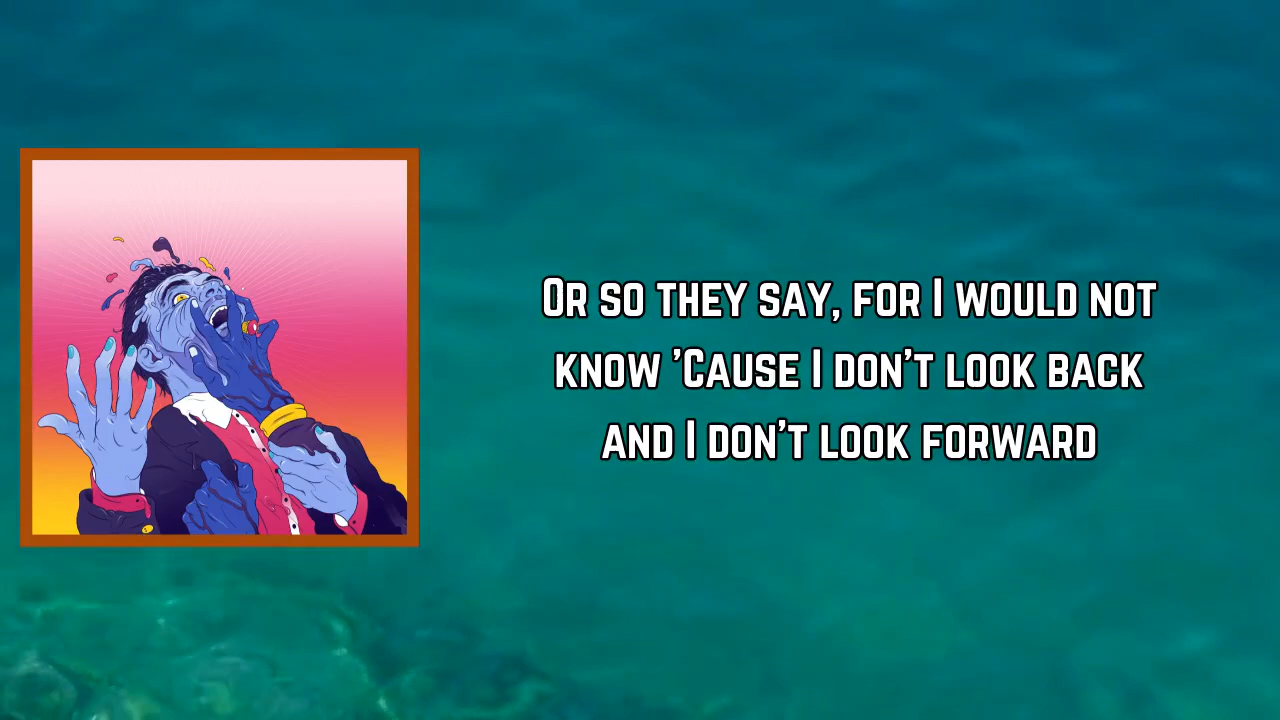 Or so they say, for I would not
know 'Cause I don't look back
and I don't look forward